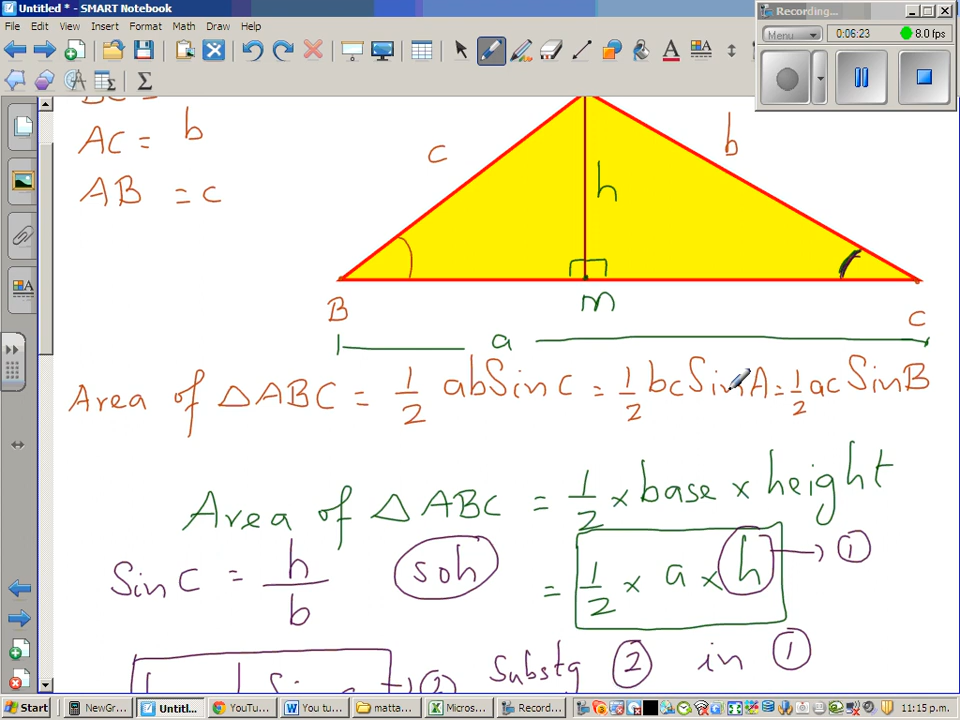 Untitled * - SMART Notebook
Recording...
File Edit View Insert Format Tools Draw Help
Menu
0:06:23
8.0 fps
AC = b
AB = c
c
b
h
B
m
C
a
Area of △ABC = 1/2 ab Sin C = 1/2 bc Sin A = 1/2 ac Sin B
Area of △ABC = 1/2 × base × height
Sin C = h/b
soh
= 1/2 × a × h → ①
Substg ② in ①
Start
NewGr...
Untitl...
YouTu...
You tu...
matta...
Micros...
Record...
11:15 p.m.